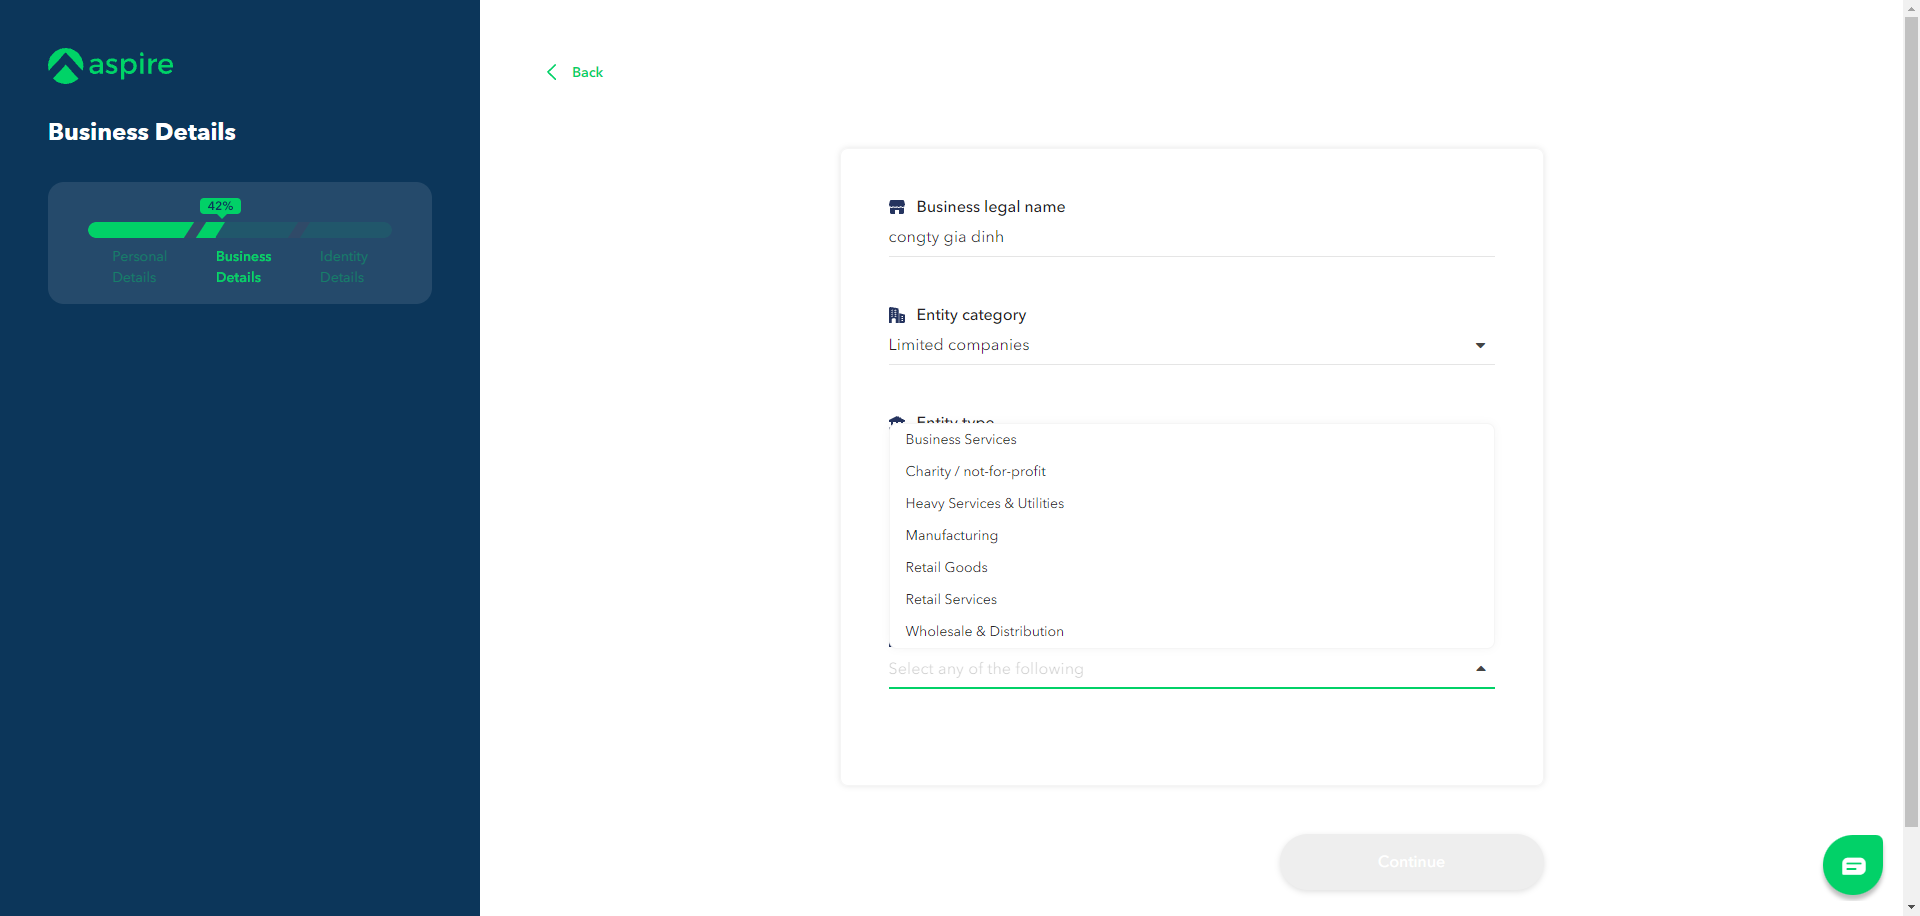 aspire
Business Details
42%
Personal Details
Business Details
Identity Details
Back
Business legal name
congty gia dinh
Entity category
Limited companies
Entity type
Business Services
Charity / not-for-profit
Heavy Services & Utilities
Manufacturing
Retail Goods
Retail Services
Wholesale & Distribution
Select any of the following
Continue